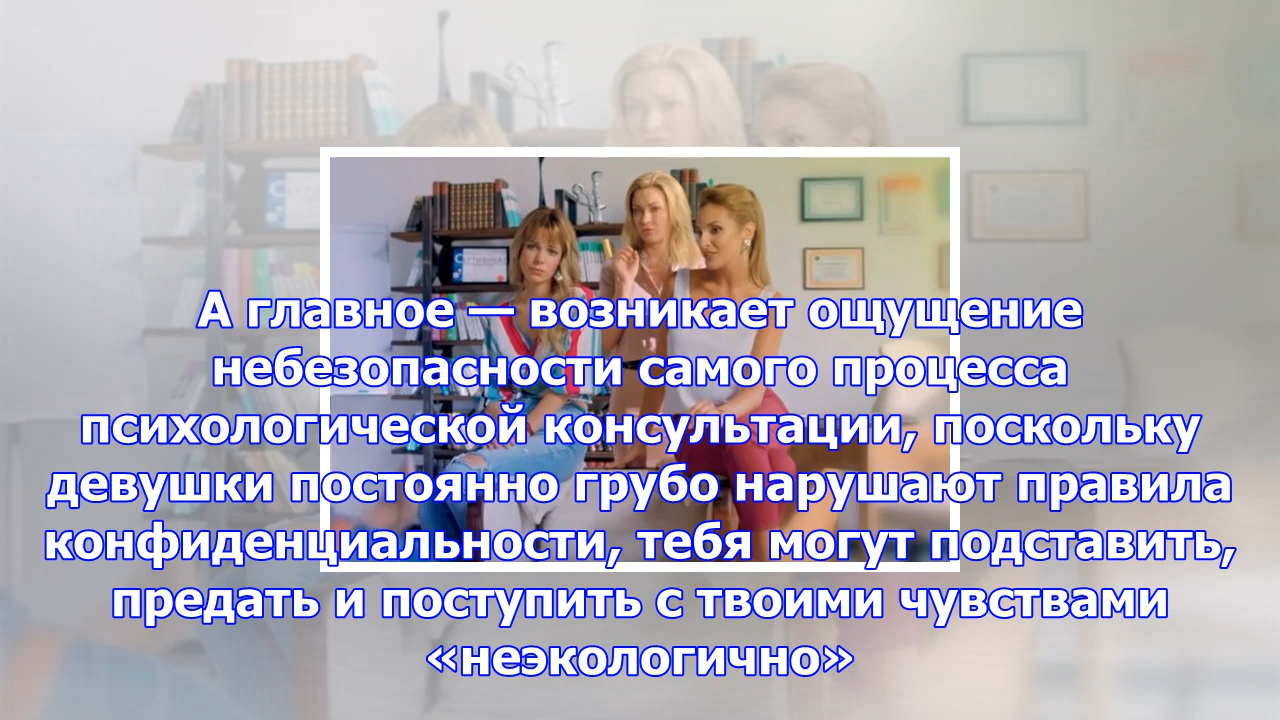 Сертификат
А главное — возникает ощущение
небезопасности самого процесса
психологической консультации, поскольку
девушки постоянно грубо нарушают правила
конфиденциальности, тебя могут подставить,
предать и поступить с твоими чувствами
«неэкологично»